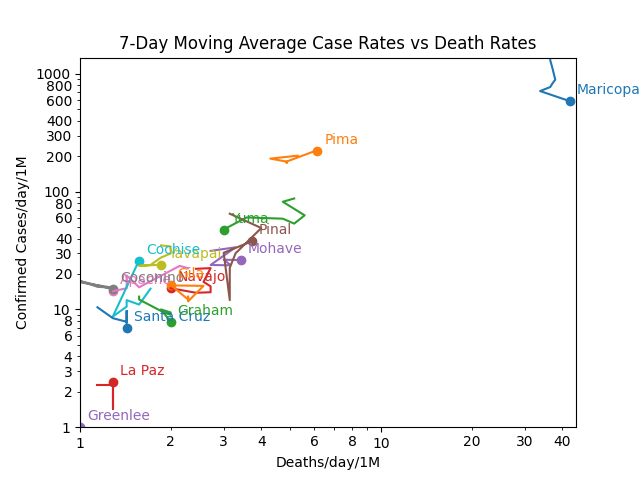 7-Day Moving Average Case Rates vs Death Rates
Confirmed Cases/day/1M
1000
800
600
400
300
200
100
80
60
40
30
20
10
8
6
4
3
2
1
Maricopa
Pima
Yuma
Pinal
Cochise
Yavapai
Mohave
Coconino
Apache
Gila
Navajo
Graham
Santa Cruz
La Paz
Greenlee
1 2 3 4 6 8 10 20 30 40
Deaths/day/1M